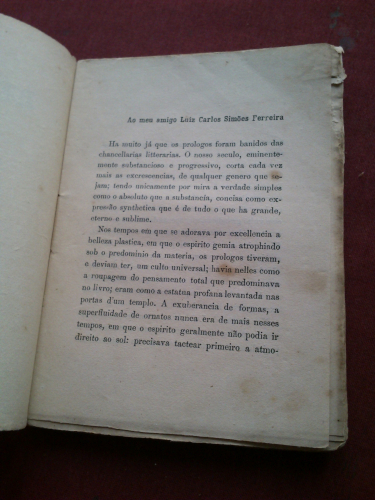 Ao meu amigo Luis Carlos Simões Ferreira
Ha muito já que os prologos foram banidos das
chancellarias litterarias. O nosso seculo, eminente-
mente substancioso e progressivo, corta cada vez
mais as excrescencias, de qualquer genero que se-
jam; tendo unicamente por mira a verdade simples
como o absoluto que a substancía, concisa como ex-
pressão synthetica que é de tudo o que ha grande,
eterno e sublime.
Nos tempos em que se adorava por excellencia a
belleza plastica, em que o espirito gemia atrophiado
sob o predominio da materia, os prologos tiveram,
e deviam ter, um culto universal; havia nelles como
a roupagem do pensamento total que predominava
no livro; eram como a estatua profana levantada nas
portas d'um templo. A exuberancia de formas, a
superfluidade de ornatos nunca era de mais nesses
tempos, em que o espirito geralmente não podia ir
direito ao sol: precisava tactear primeiro a atmo-